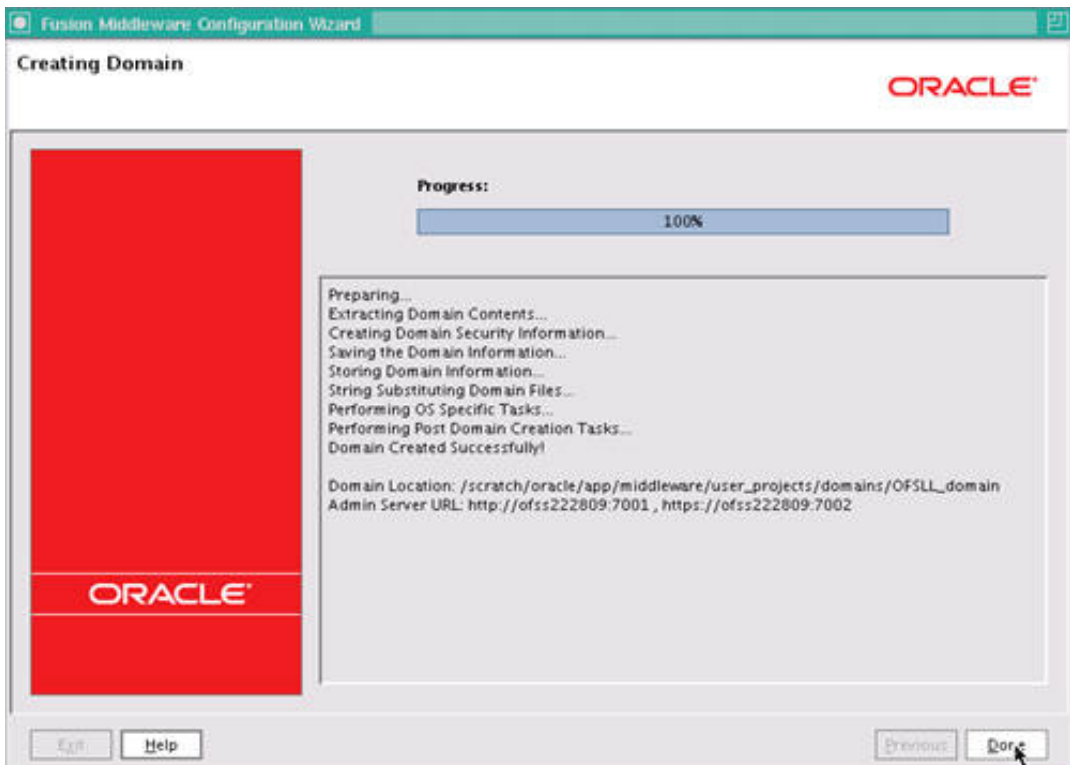 Fusion Middleware Configuration Wizard
Creating Domain
ORACLE
Progress:
100%
Preparing...
Extracting Domain Contents...
Creating Domain Security Information...
Saving the Domain Information...
Storing Domain Information...
String Substituting Domain Files...
Performing OS Specific Tasks...
Performing Post Domain Creation Tasks...
Domain Created Successfully!
Domain Location: /scratch/oracle/app/middleware/user_projects/domains/OFSLL_domain
Admin Server URL: http://ofss222809:7001 , https://ofss222809:7002
ORACLE
Exit Help Previous Done